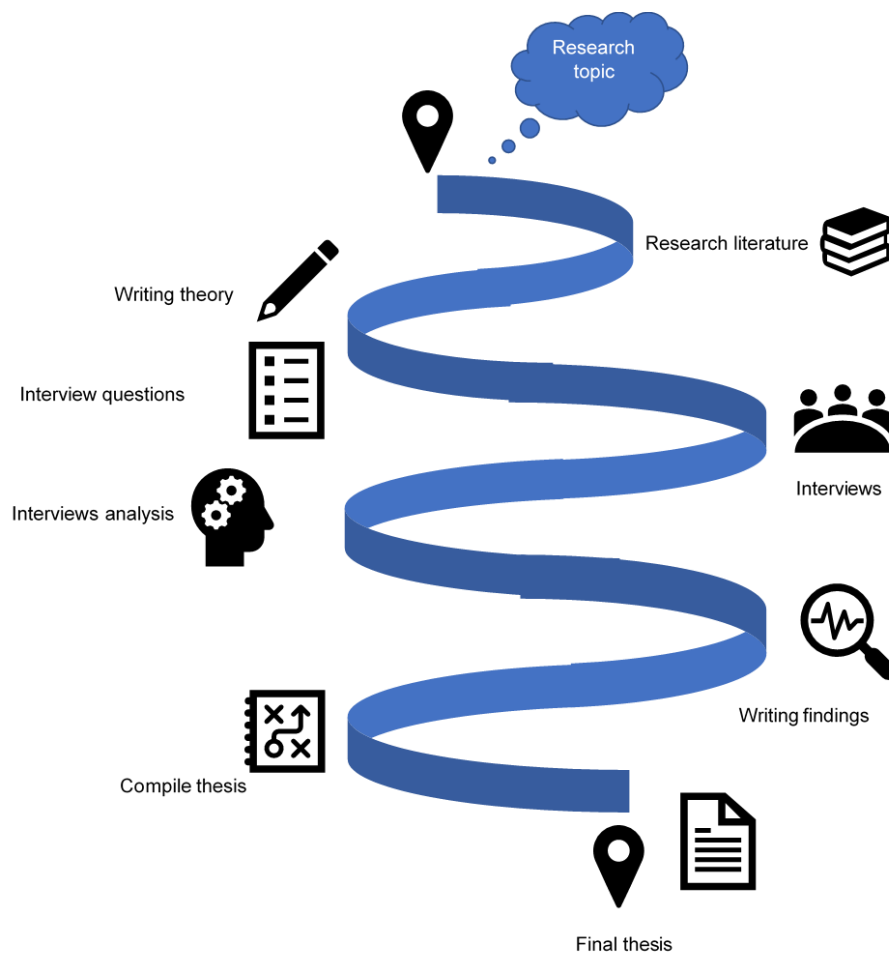 Research
topic
Research literature
Writing theory
Interview questions
Interviews
Interviews analysis
Writing findings
Compile thesis
Final thesis